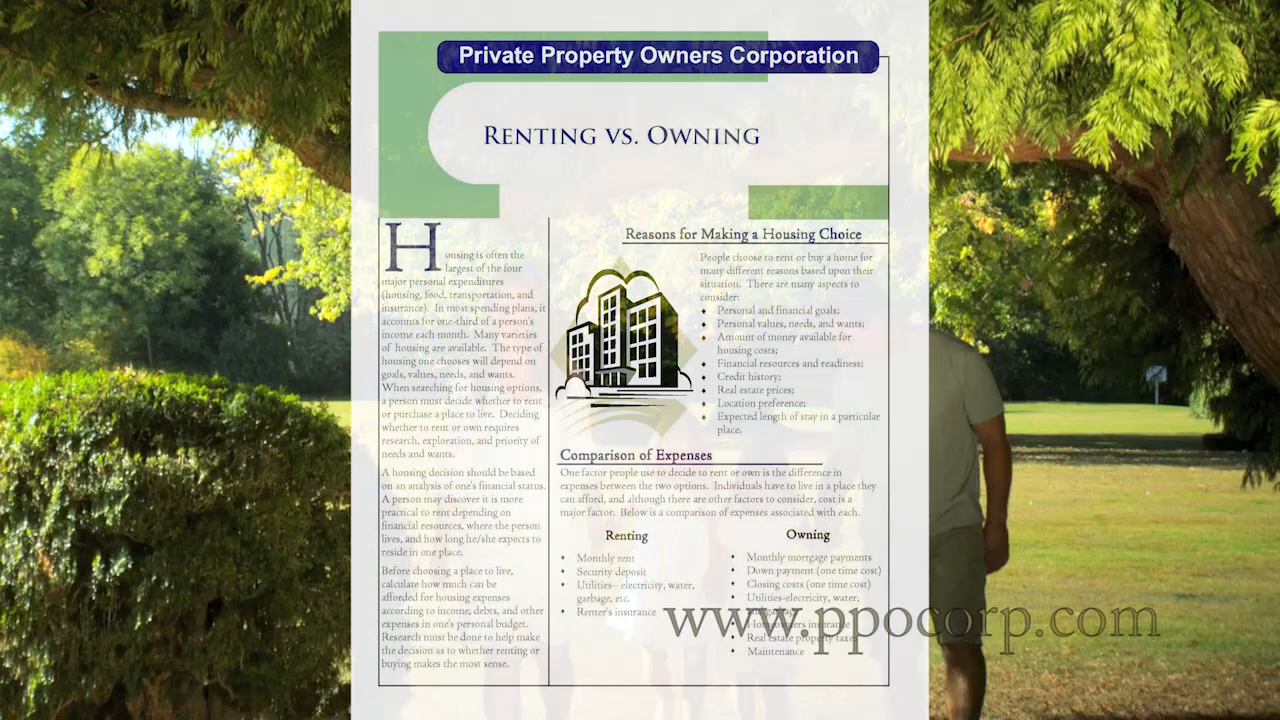 Private Property Owners Corporation
RENTING VS. OWNING
Housing is often the
largest of the four
major personal expenditures
(housing, food, transportation, and
insurance). In most spending plans, it
accounts for one-third of a person's
income each month. Many varieties
of housing are available. The type of
housing one chooses will depend on
goals, values, needs, and wants.
When searching for housing options,
a person must decide whether to rent
or purchase a place to live. Deciding
whether to rent or own requires
research, exploration, and priority of
needs and wants.
A housing decision should be based
on an analysis of one's financial status.
A person may discover it is more
practical to rent depending on
financial resources, where the person
lives, and how long he/she expects to
reside in one place.
Before choosing a place to live,
calculate how much can be
afforded for housing expenses
according to income, debts, and other
expenses in one's personal budget.
Research must be done to help make
the decision as to whether renting or
buying makes the most sense.
Reasons for Making a Housing Choice
People choose to rent or buy a home for
many different reasons based upon their
situation. There are many aspects to
consider:
• Personal and financial goals;
• Personal values, needs, and wants;
• Amount of money available for
housing costs;
• Financial resources and readiness;
• Credit history;
• Real estate prices;
• Location preference;
• Expected length of stay in a particular
place.
Comparison of Expenses
One factor people use to decide to rent or own is the difference in
expenses between the two options. Individuals have to live in a place they
can afford, and although there are other factors to consider, cost is a
major factor. Below is a comparison of expenses associated with each.
Renting
• Monthly rent
• Security deposit
• Utilities—electricity, water,
garbage, etc.
• Renter's insurance
Owning
• Monthly mortgage payments
• Down payment (one time cost)
• Closing costs (one time cost)
• Utilities-electricity, water,
• Homeowners insurance
• Real estate property taxes
• Maintenance
www.ppocorp.com